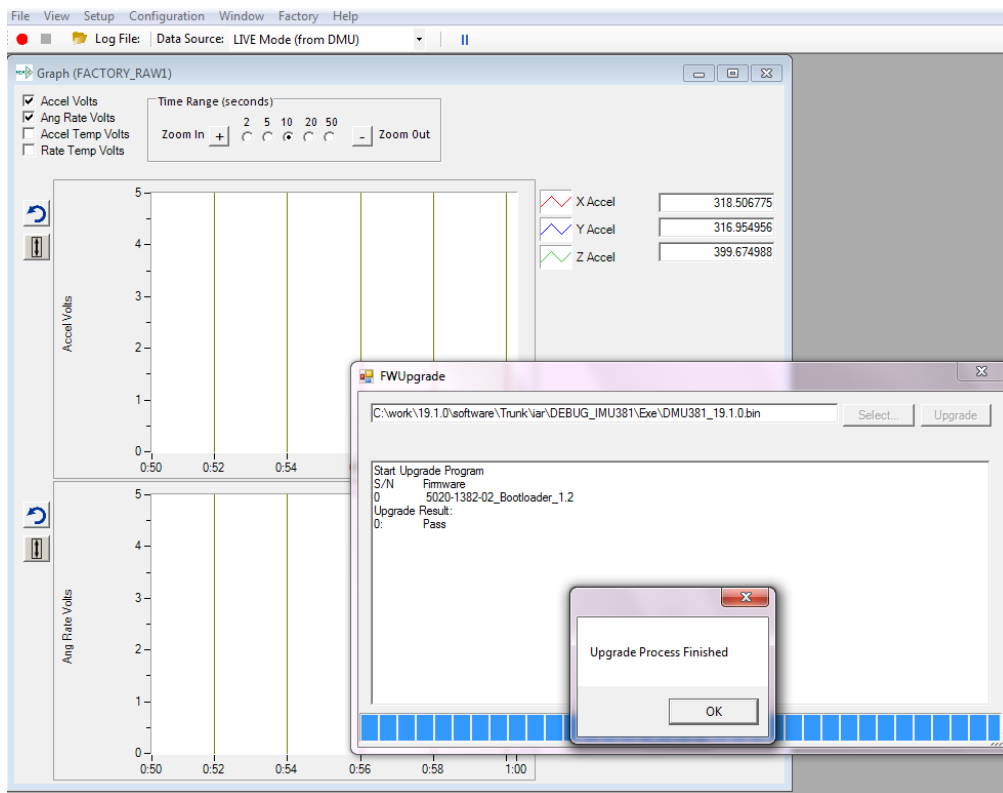 File View Setup Configuration Window Factory Help
Log File: Data Source: LIVE Mode (from DMU)
Graph (FACTORY_RAW1)
Accel Volts
Ang Rate Volts
Accel Temp Volts
Rate Temp Volts
Time Range (seconds)
2 5 10 20 50
Zoom In + - Zoom Out
5
4
3
2
1
0
Accel Volts
0:50 0:52 0:54
X Accel 318.506775
Y Accel 316.954956
Z Accel 399.674988
5
4
3
2
1
0
Ang Rate Volts
0:50 0:52 0:54 0:56 0:58 1:00
FWUpgrade
C:\work\19.1.0\software\Trunk\iar\DEBUG_IMU381\Exe\DMU381_19.1.0.bin Select... Upgrade
Start Upgrade Program
S/N Firmware
0 5020-1382-02_Bootloader_1.2
Upgrade Result:
0: Pass
Upgrade Process Finished
OK